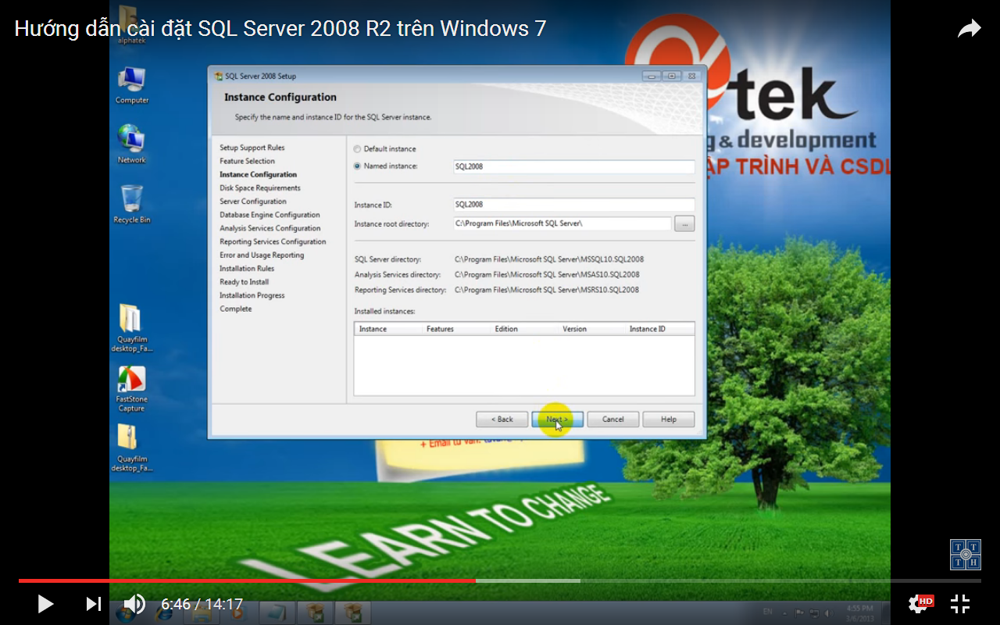 Hướng dẫn cài đặt SQL Server 2008 R2 trên Windows 7
alphatek
Computer
Network
Recycle Bin
Quayfilm
desktop_Fa...
FastStone
Capture
Quayfilm
desktop_Fa...
SQL Server 2008 Setup
Instance Configuration
Specify the name and instance ID for the SQL Server instance.
Setup Support Rules
Feature Selection
Instance Configuration
Disk Space Requirements
Server Configuration
Database Engine Configuration
Analysis Services Configuration
Reporting Services Configuration
Error and Usage Reporting
Installation Rules
Ready to Install
Installation Progress
Complete
Default instance
Named instance: SQL2008
Instance ID: SQL2008
Instance root directory: C:\Program Files\Microsoft SQL Server\ ...
SQL Server directory: C:\Program Files\Microsoft SQL Server\MSSQL10.SQL2008
Analysis Services directory: C:\Program Files\Microsoft SQL Server\MSAS10.SQL2008
Reporting Services directory: C:\Program Files\Microsoft SQL Server\MSRS10.SQL2008
Installed instances:
Instance Features Edition Version Instance ID
< Back Next > Cancel Help
tek
g & development
ẬP TRÌNH VÀ CSDL
+ Email tư vấn:
LEARN TO CHANGE
T T
T H
6:46 / 14:17
HD
EN
4:55 PM
3/6/2013